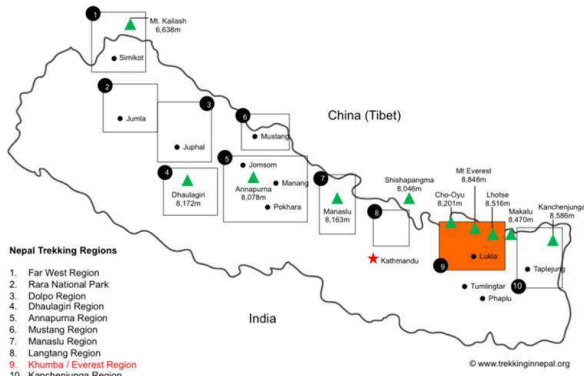 1
Mt. Kailash
6,638m
Simikot
2
Jumla
3
Juphal
China (Tibet)
6
Mustang
4
Dhaulagiri
8,172m
5
Jomsom
Annapurna
8,078m
Manang
Pokhara
7
Manaslu
8,163m
Shishapangma
8,046m
8
Kathmandu
Mt Everest
8,848m
Cho-Oyu
8,201m
Lhotse
8,516m
Makalu
8,470m
Kanchenjunga
8,586m
Lukla
9
Taplejung
10
Tumlingtar
Phaplu
India
Nepal Trekking Regions
1. Far West Region
2. Rara National Park
3. Dolpo Region
4. Dhaulagiri Region
5. Annapurna Region
6. Mustang Region
7. Manaslu Region
8. Langtang Region
9. Khumba / Everest Region
10. Kanchenjunga Region
© www.trekkinginnepal.org